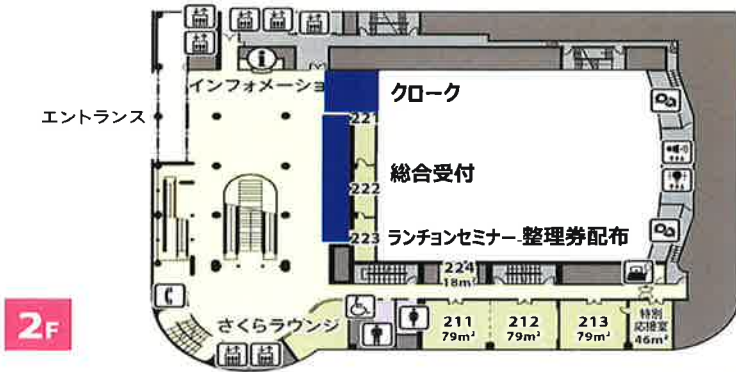 インフォメーショ
クローク
エントランス
221
総合受付
222
223
ランチョンセミナー-整理券配布
224
18m²
2F
さくらラウンジ
211
79m²
212
79m²
213
79m²
特別
応接室
46m²